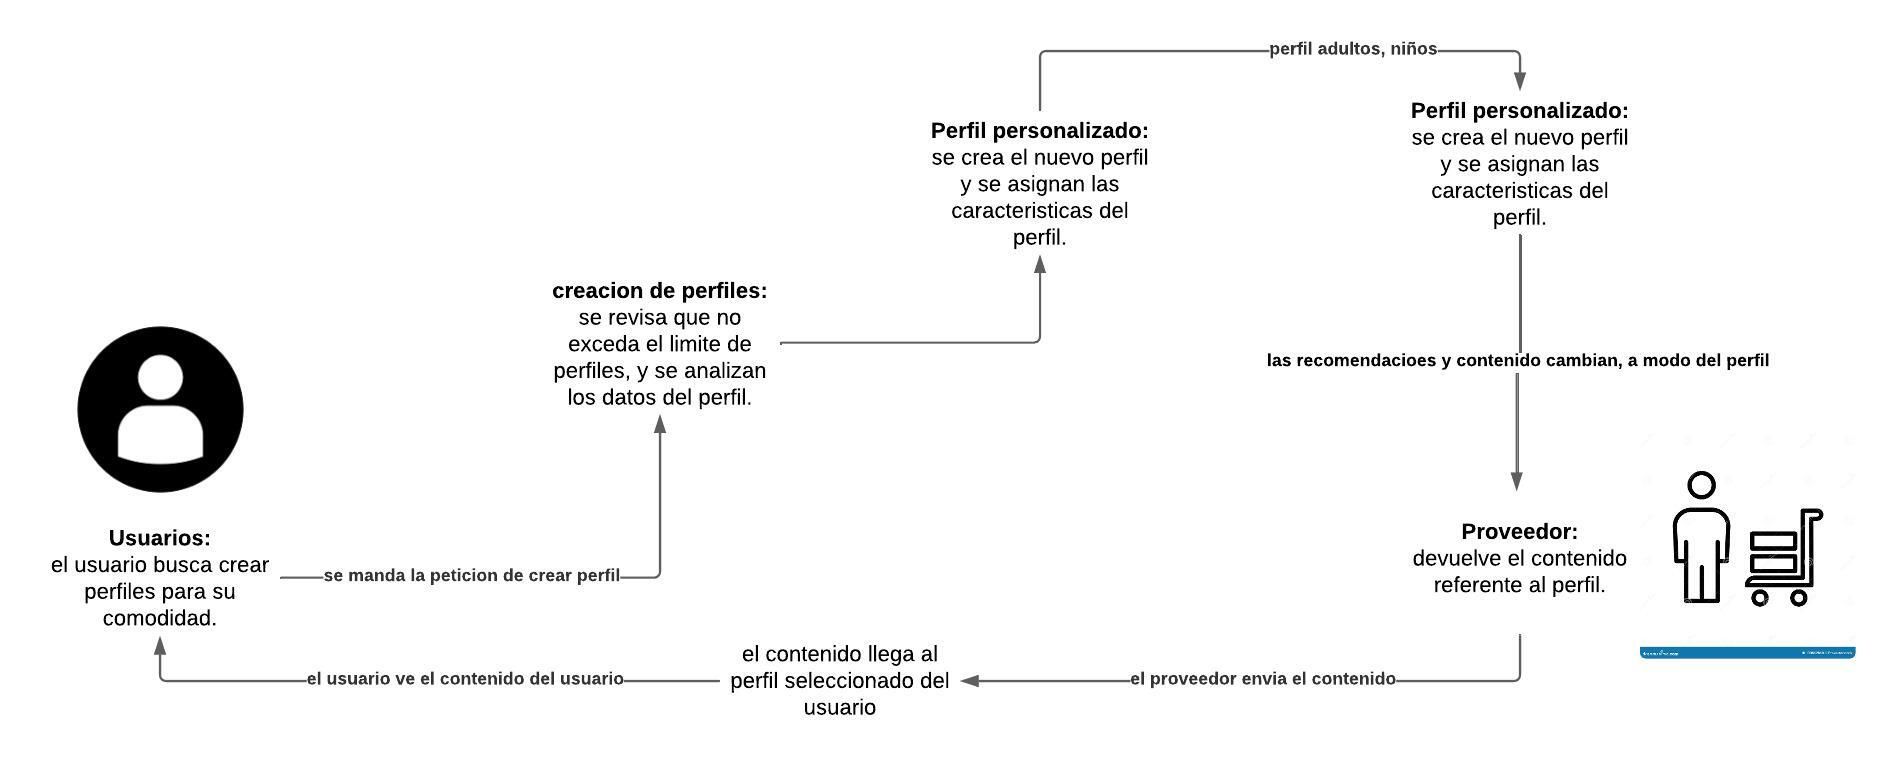 perfil adultos, niños
Perfil personalizado:
se crea el nuevo perfil
y se asignan las
caracteristicas del
perfil.
Perfil personalizado:
se crea el nuevo perfil
y se asignan las
caracteristicas del
perfil.
creacion de perfiles:
se revisa que no
exceda el limite de
perfiles, y se analizan
los datos del perfil.
las recomendacioes y contenido cambian, a modo del perfil
Usuarios:
el usuario busca crear
perfiles para su
comodidad.
se manda la peticion de crear perfil
Proveedor:
devuelve el contenido
referente al perfil.
el proveedor envia el contenido
el contenido llega al
perfil seleccionado del
usuario
el usuario ve el contenido del usuario